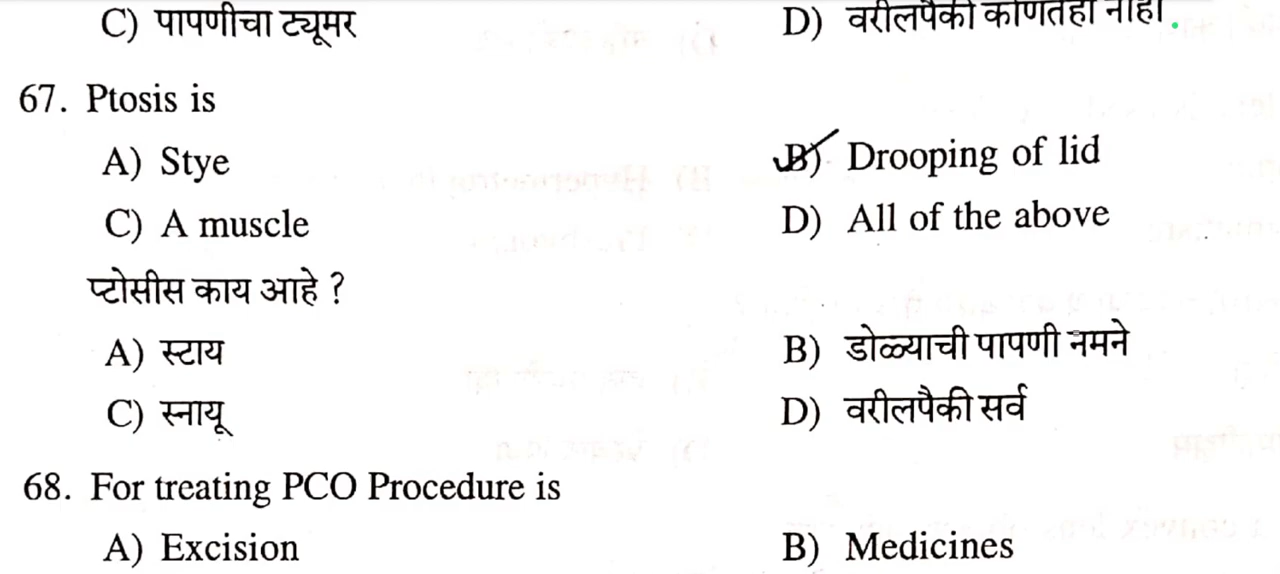 C) पापणीचा ट्यूमर D) वरीलपैकी कोणतेही नाही.
67. Ptosis is
A) Stye B) Drooping of lid
C) A muscle D) All of the above
प्टोसीस काय आहे ?
A) स्टाय B) डोळ्याची पापणी नमने
C) स्नायू D) वरीलपैकी सर्व
68. For treating PCO Procedure is
A) Excision B) Medicines